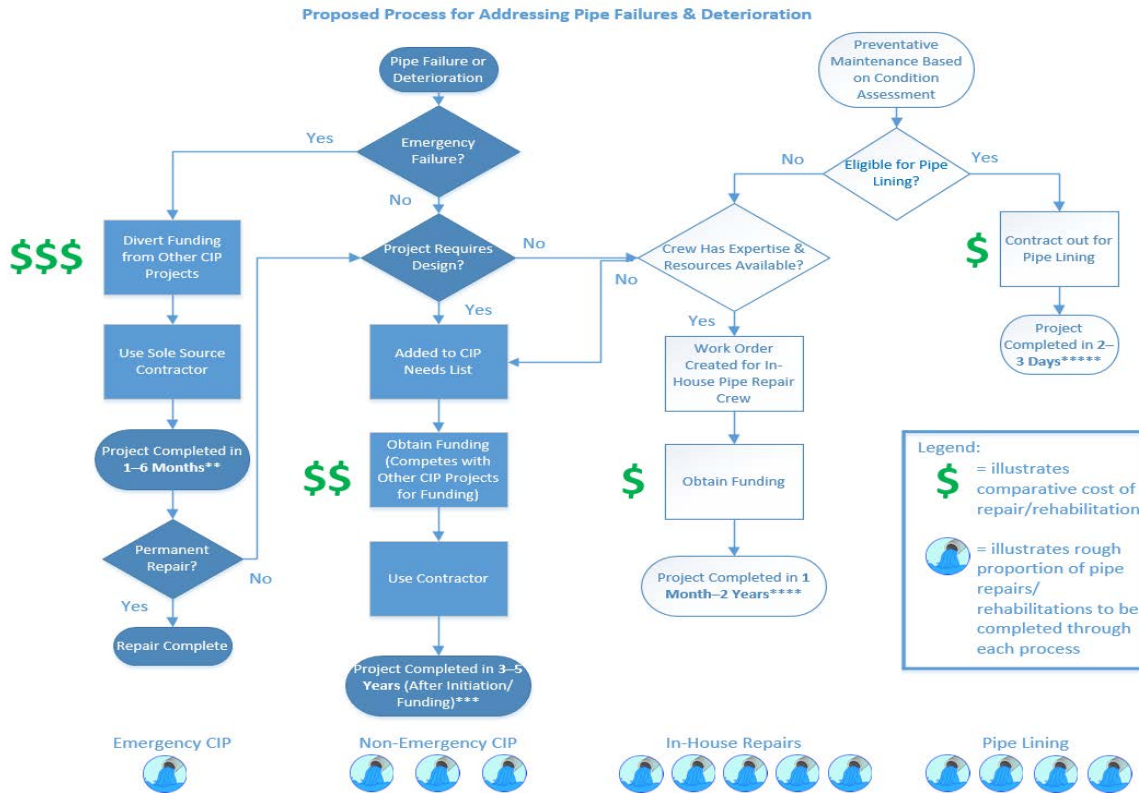 Proposed Process for Addressing Pipe Failures & Deterioration
Pipe Failure or
Deterioration
Preventative
Maintenance Based
on Condition
Assessment
Yes
Emergency
Failure?
No
No
Eligible for Pipe
Lining?
Yes
$$$
Divert Funding
from Other CIP
Projects
Project Requires
Design?
No
Crew Has Expertise &
Resources Available?
No
$
Contract out for
Pipe Lining
Yes
Yes
Use Sole Source
Contractor
Added to CIP
Needs List
Work Order
Created for In-
House Pipe Repair
Crew
Project
Completed in 2–
3 Days*****
Project Completed in
1–6 Months**
$$
Obtain Funding
(Competes with
Other CIP Projects
for Funding)
$
Obtain Funding
Permanent
Repair?
No
Yes
Use Contractor
Project Completed in 1
Month–2 Years****
Repair Complete
Project Completed in 3–5
Years (After Initiation/
Funding)***
Legend:
$ = illustrates
comparative cost of
repair/rehabilitation
= illustrates rough
proportion of pipe
repairs/
rehabilitations to be
completed through
each process
Emergency CIP
Non-Emergency CIP
In-House Repairs
Pipe Lining